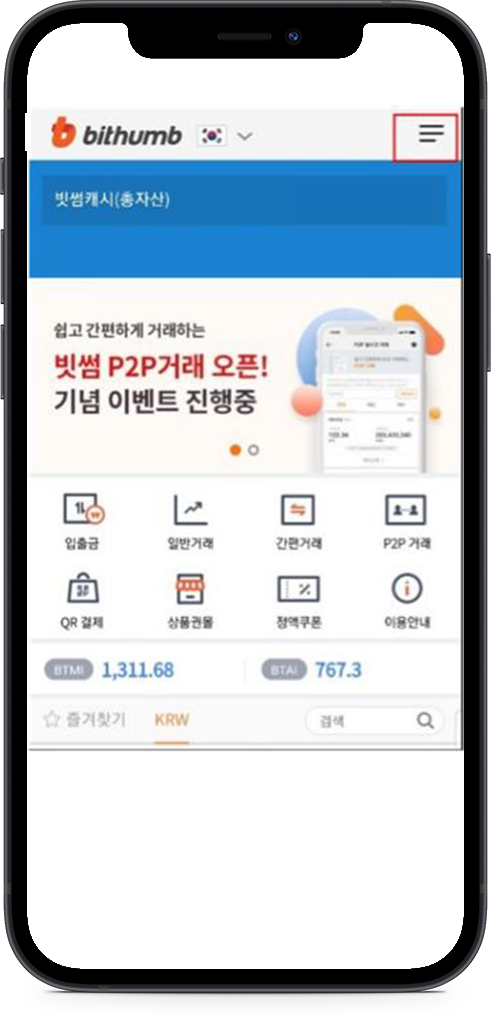 bithumb
빗썸캐시(총자산)
쉽고 간편하게 거래하는
빗썸 P2P거래 오픈!
기념 이벤트 진행중
입출금
일반거래
간편거래
P2P 거래
QR 결제
상품권몰
정액쿠폰
이용안내
BTMI 1,311.68
BTAI 767.3
즐겨찾기 KRW 검색